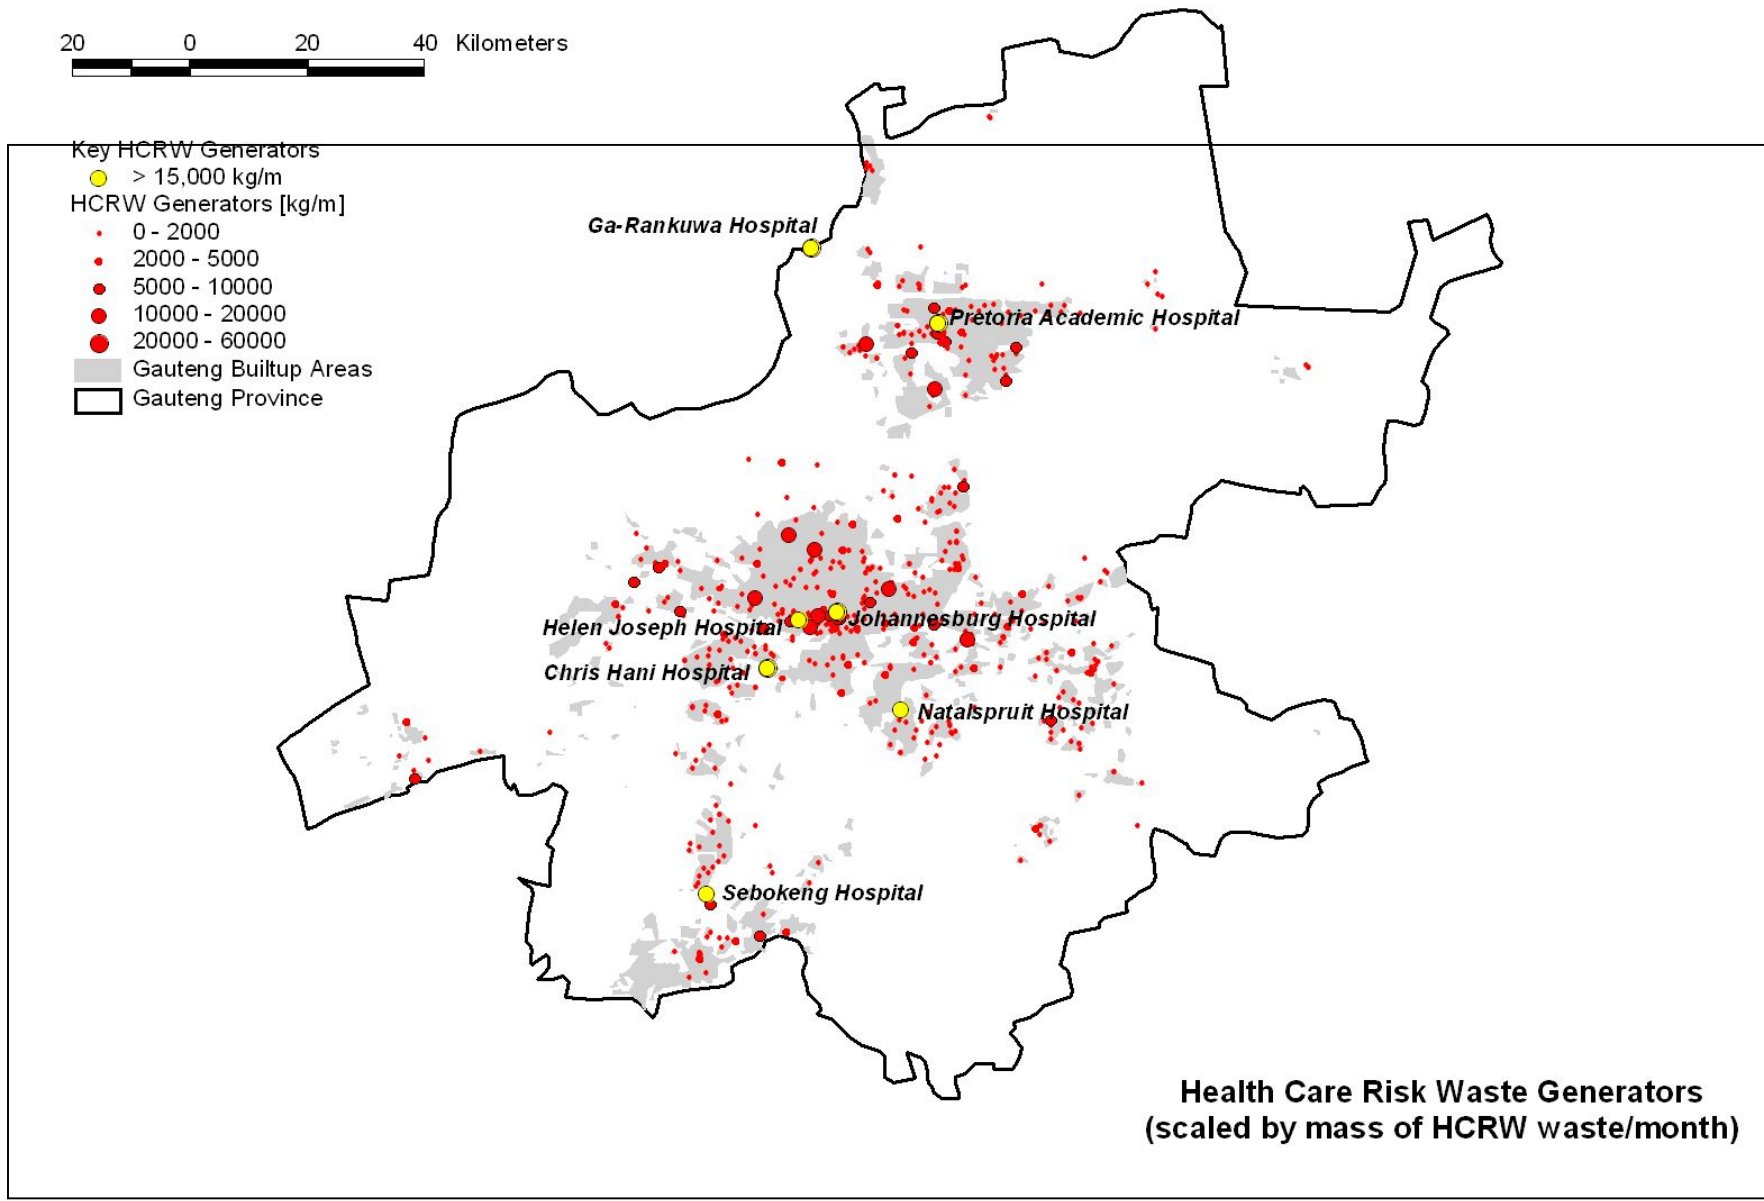 20 0 20 40 Kilometers
Key HCRW Generators
> 15,000 kg/m
HCRW Generators [kg/m]
0 - 2000
2000 - 5000
5000 - 10000
10000 - 20000
20000 - 60000
Gauteng Builtup Areas
Gauteng Province
Ga-Rankuwa Hospital
Pretoria Academic Hospital
Johannesburg Hospital
Helen Joseph Hospital
Chris Hani Hospital
Natalspruit Hospital
Sebokeng Hospital
Health Care Risk Waste Generators
(scaled by mass of HCRW waste/month)